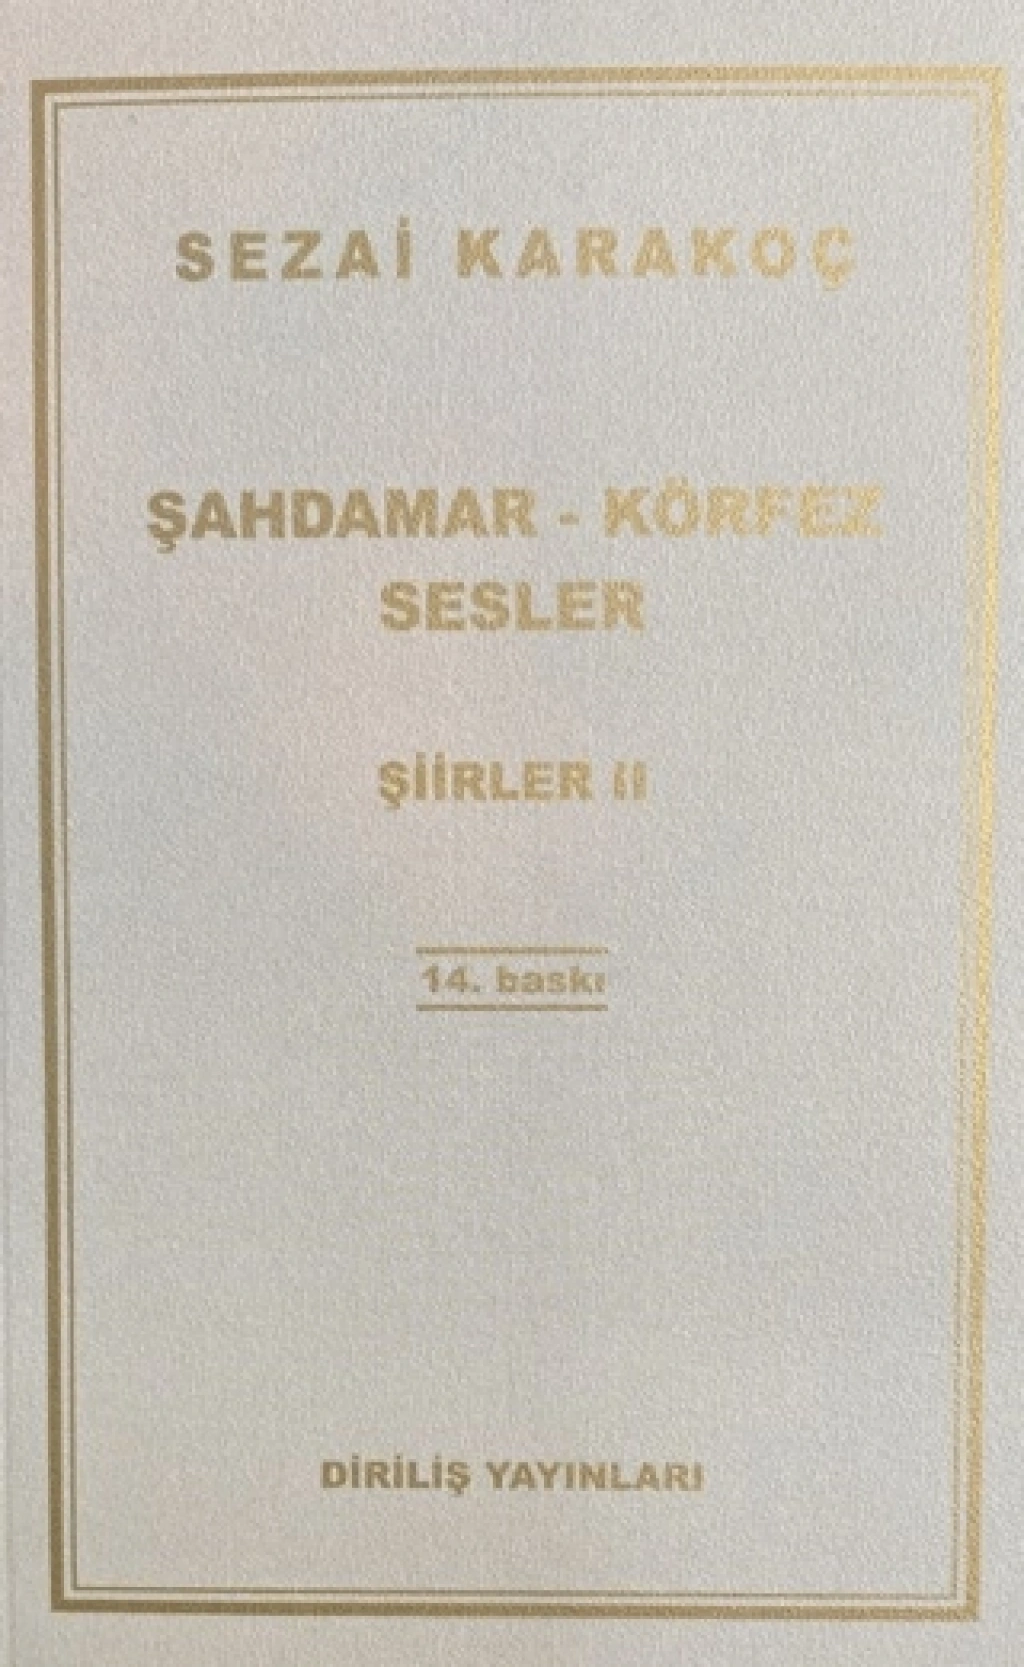 SEZAİ KARAKOÇ
ŞAHDAMAR - KÖRFEZ
SESLER
ŞİİRLER II
14. baskı
DİRİLİŞ YAYINLARI